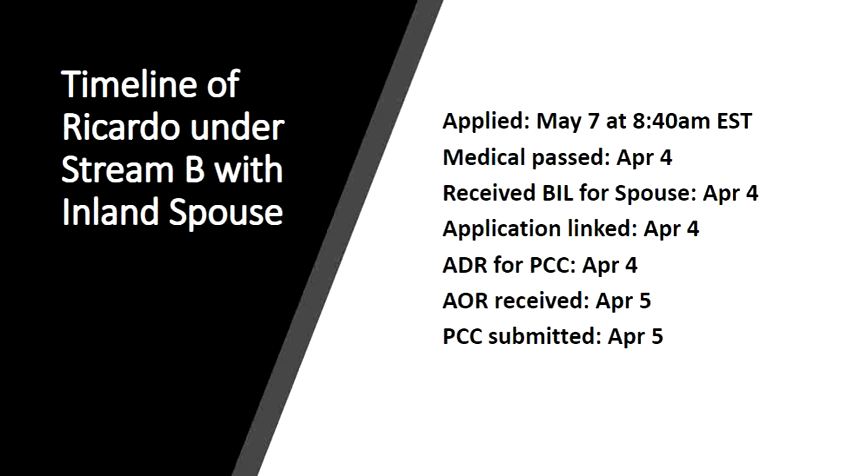 Timeline of
Ricardo under
Stream B with
Inland Spouse
Applied: May 7 at 8:40am EST
Medical passed: Apr 4
Received BIL for Spouse: Apr 4
Application linked: Apr 4
ADR for PCC: Apr 4
AOR received: Apr 5
PCC submitted: Apr 5